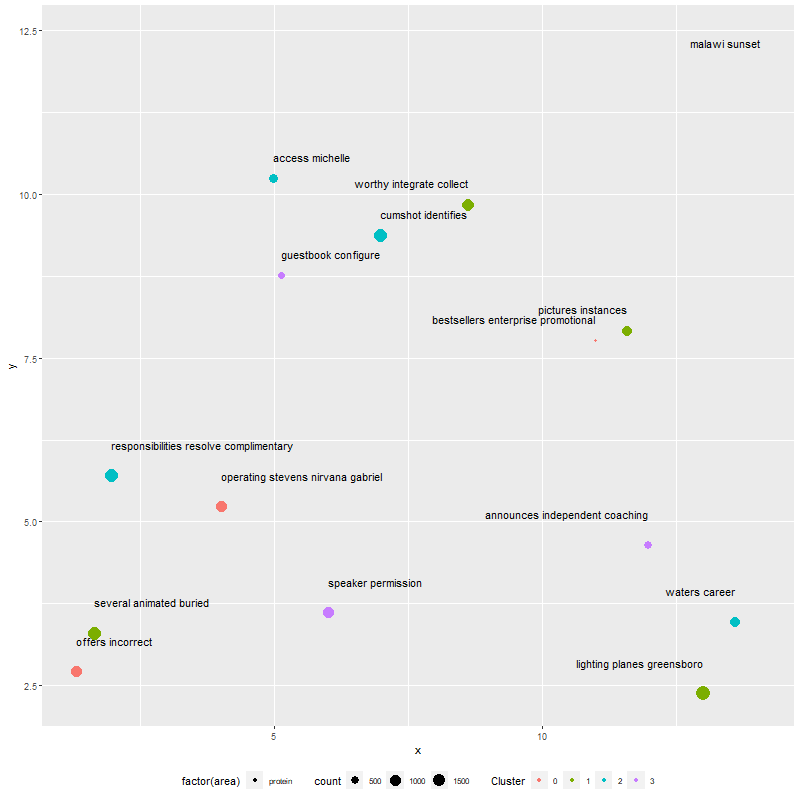 12.5
malawi sunset
access michelle
worthy integrate collect
10.0
cumshot identifies
guestbook configure
pictures instances
bestsellers enterprise promotional
7.5
y
responsibilities resolve complimentary
operating stevens nirvana gabriel
5.0
announces independent coaching
speaker permission
waters career
several animated buried
offers incorrect
lighting planes greensboro
2.5
5 10
x
factor(area) protein count 500 1000 1500 Cluster 0 1 2 3